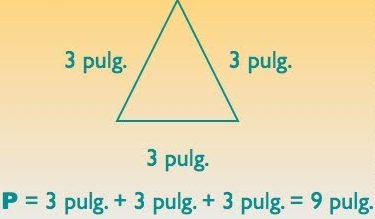 3 pulg. 3 pulg.
3 pulg.
P = 3 pulg. + 3 pulg. + 3 pulg. = 9 pulg.